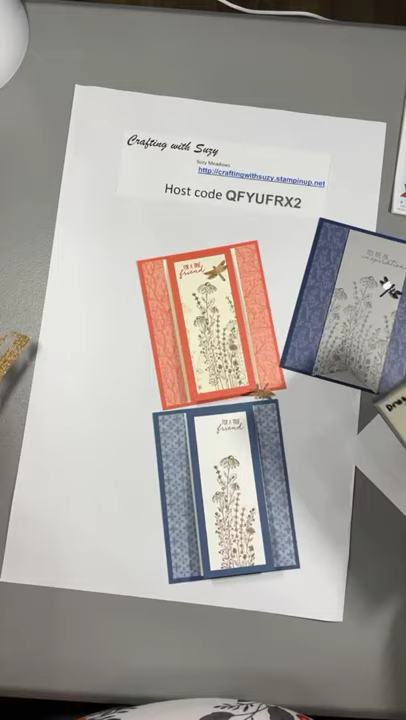 Crafting with Suzy
Suzy Meadows
http://craftingwithsuzy.stampinup.net
Host code QFYUFRX2
FOR A TRUE
friend
YOU ARE AN
inspiration
FOR A TRUE
friend